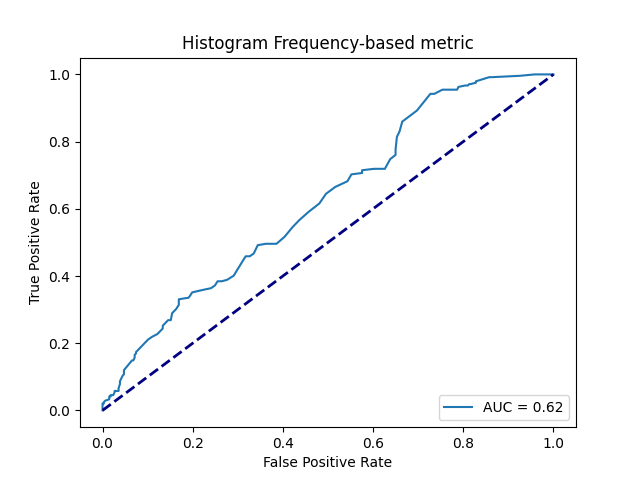 Histogram Frequency-based metric
True Positive Rate
1.0
0.8
0.6
0.4
0.2
0.0
AUC = 0.62
0.0 0.2 0.4 0.6 0.8 1.0
False Positive Rate